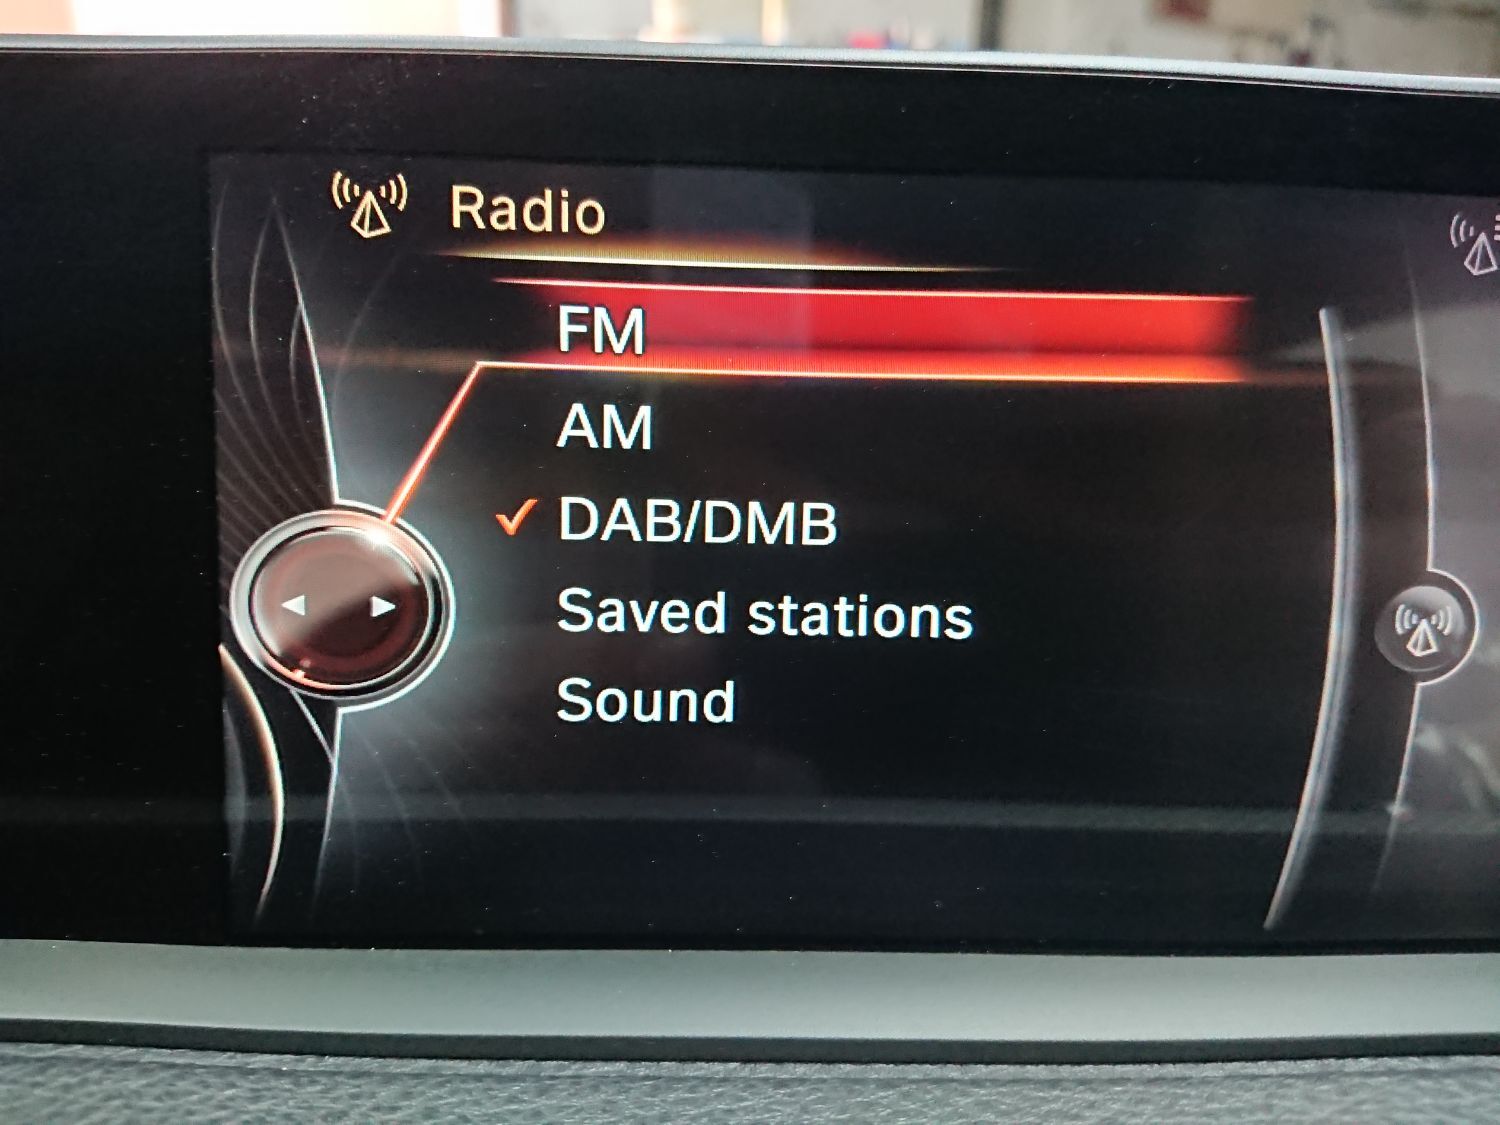 Radio
FM
AM
DAB/DMB
Saved stations
Sound